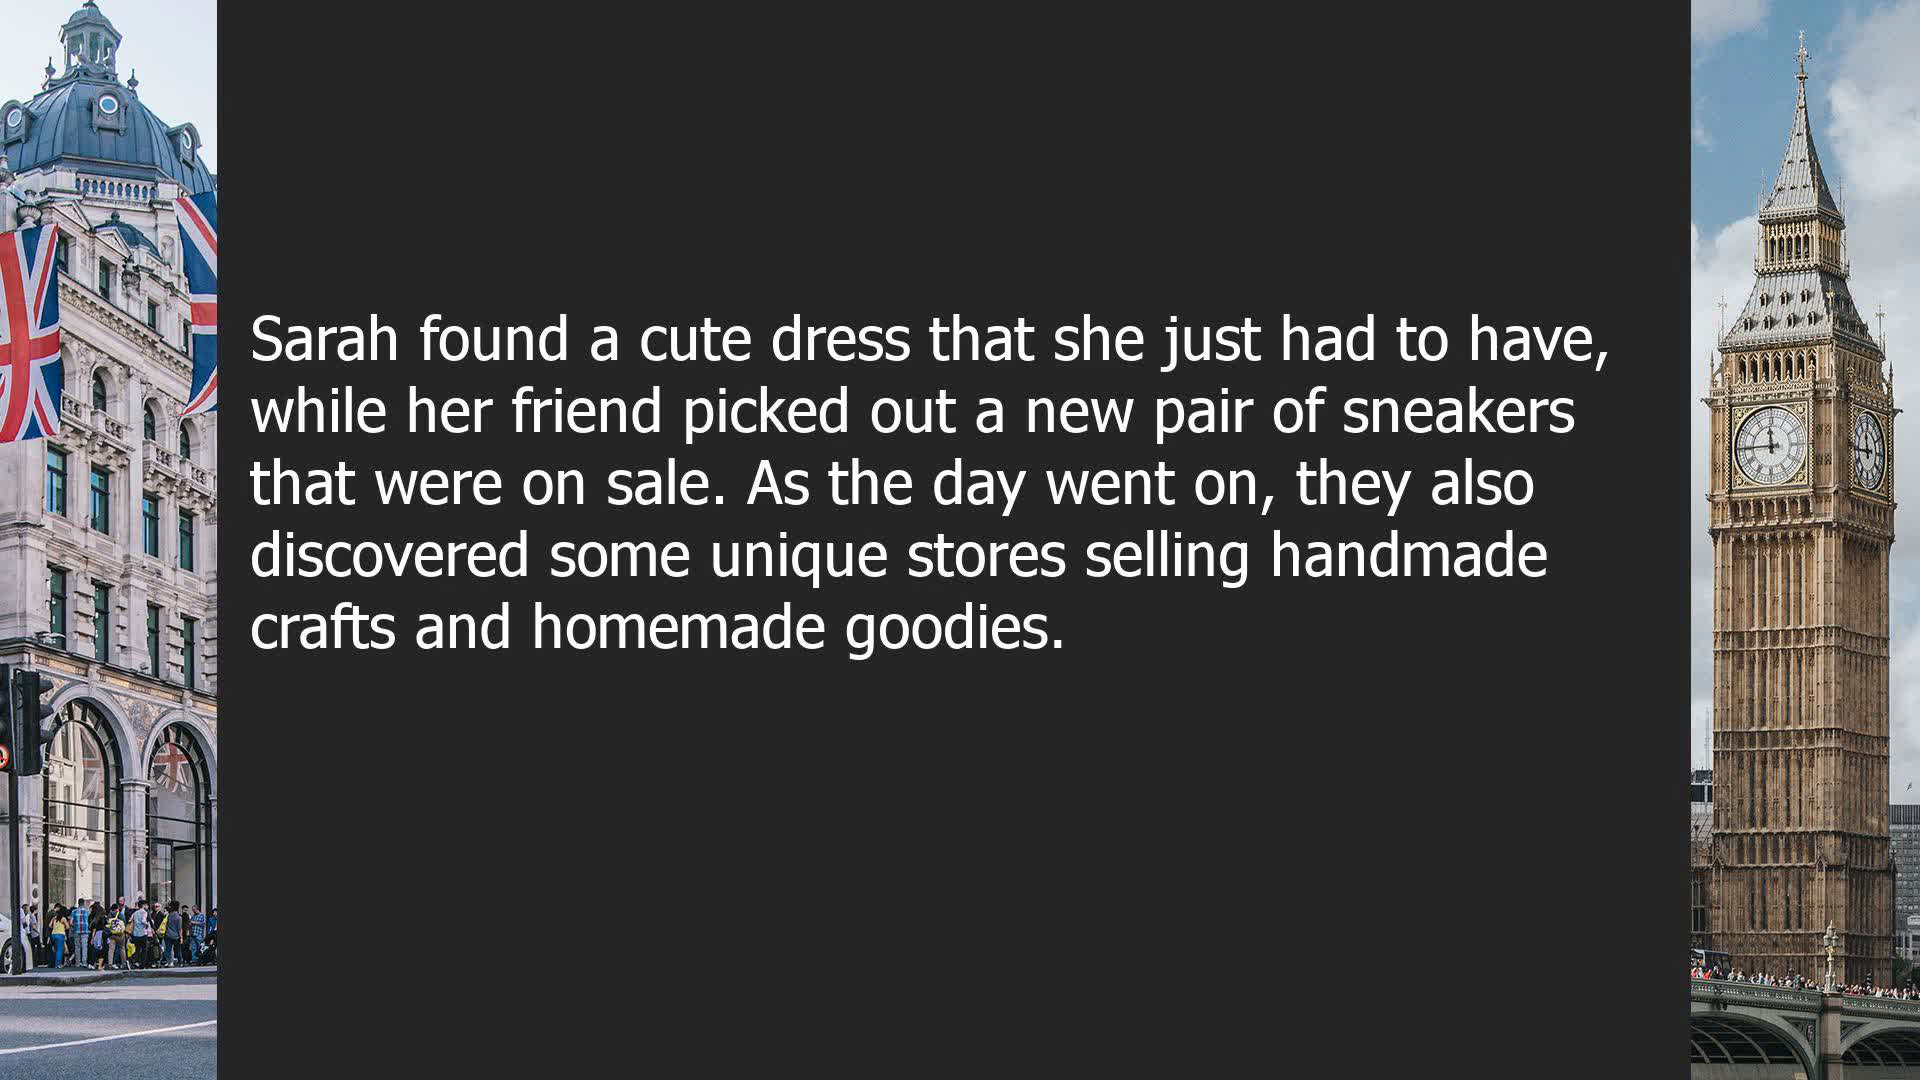 Sarah found a cute dress that she just had to have,
while her friend picked out a new pair of sneakers
that were on sale. As the day went on, they also
discovered some unique stores selling handmade
crafts and homemade goodies.